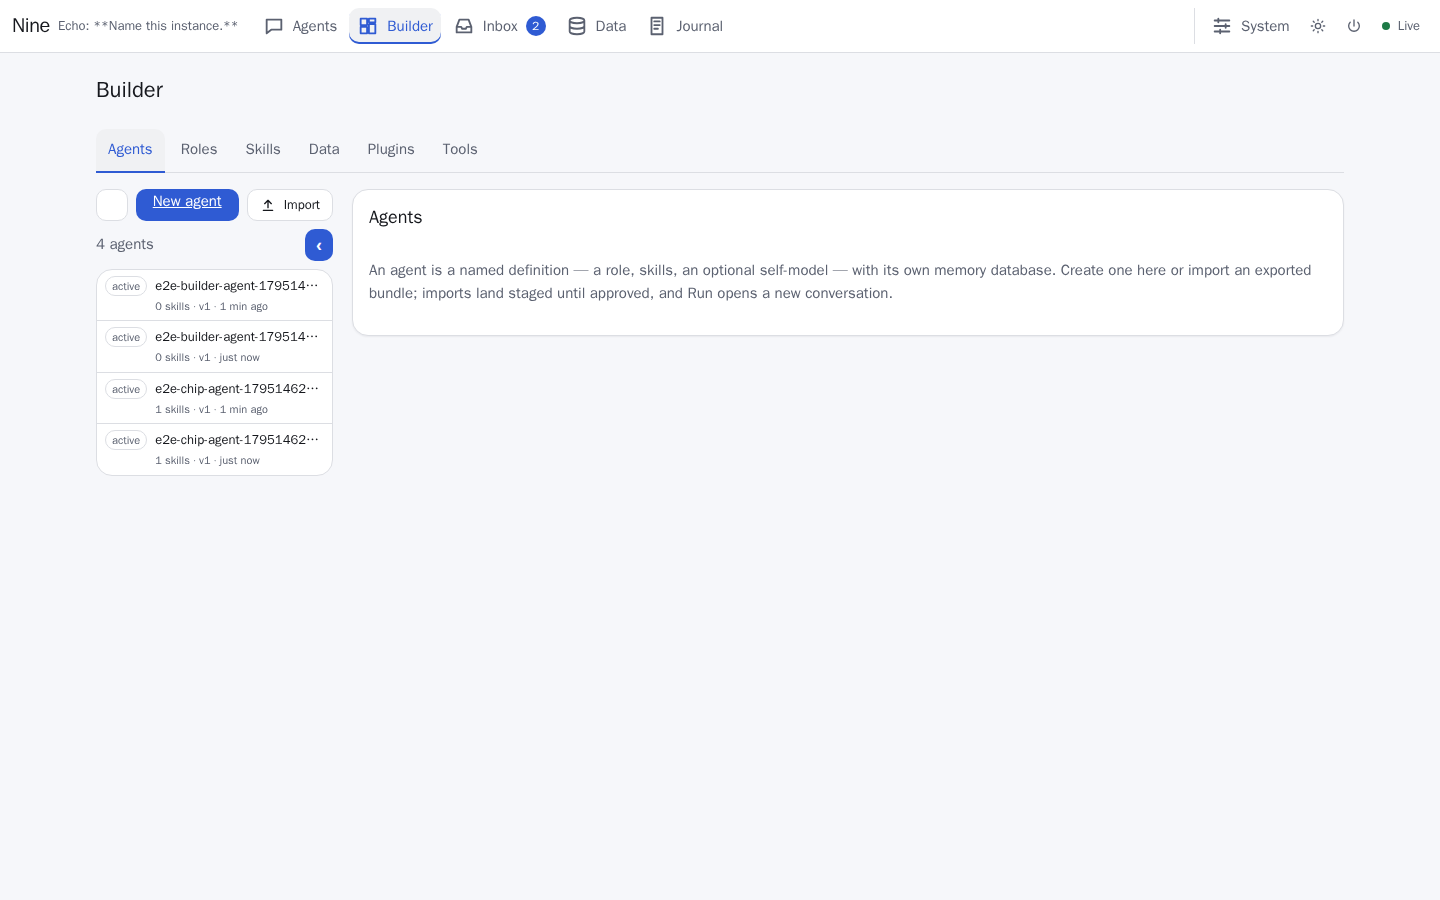 Nine Echo: **Name this instance.** Agents Builder Inbox 2 Data Journal System Live
Builder
Agents Roles Skills Data Plugins Tools
New agent Import
4 agents ‹
active e2e-builder-agent-179514···
0 skills · v1 · 1 min ago
active e2e-builder-agent-179514···
0 skills · v1 · just now
active e2e-chip-agent-17951462···
1 skills · v1 · 1 min ago
active e2e-chip-agent-17951462···
1 skills · v1 · just now
Agents
An agent is a named definition — a role, skills, an optional self-model — with its own memory database. Create one here or import an exported
bundle; imports land staged until approved, and Run opens a new conversation.